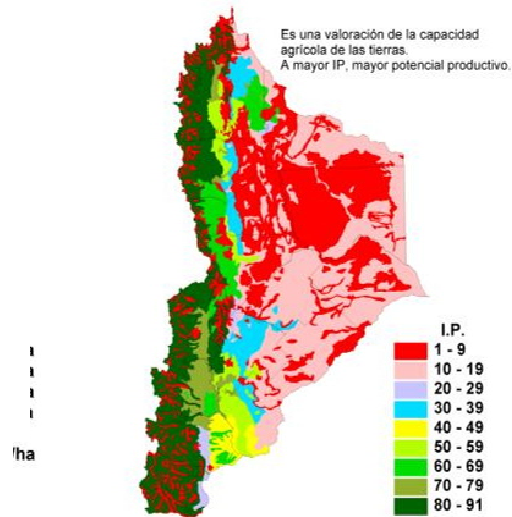 Es una valoración de la capacidad
agrícola de las tierras.
A mayor IP, mayor potencial productivo.
I.P.
1 - 9
10 - 19
20 - 29
30 - 39
40 - 49
50 - 59
60 - 69
70 - 79
80 - 91
/ha